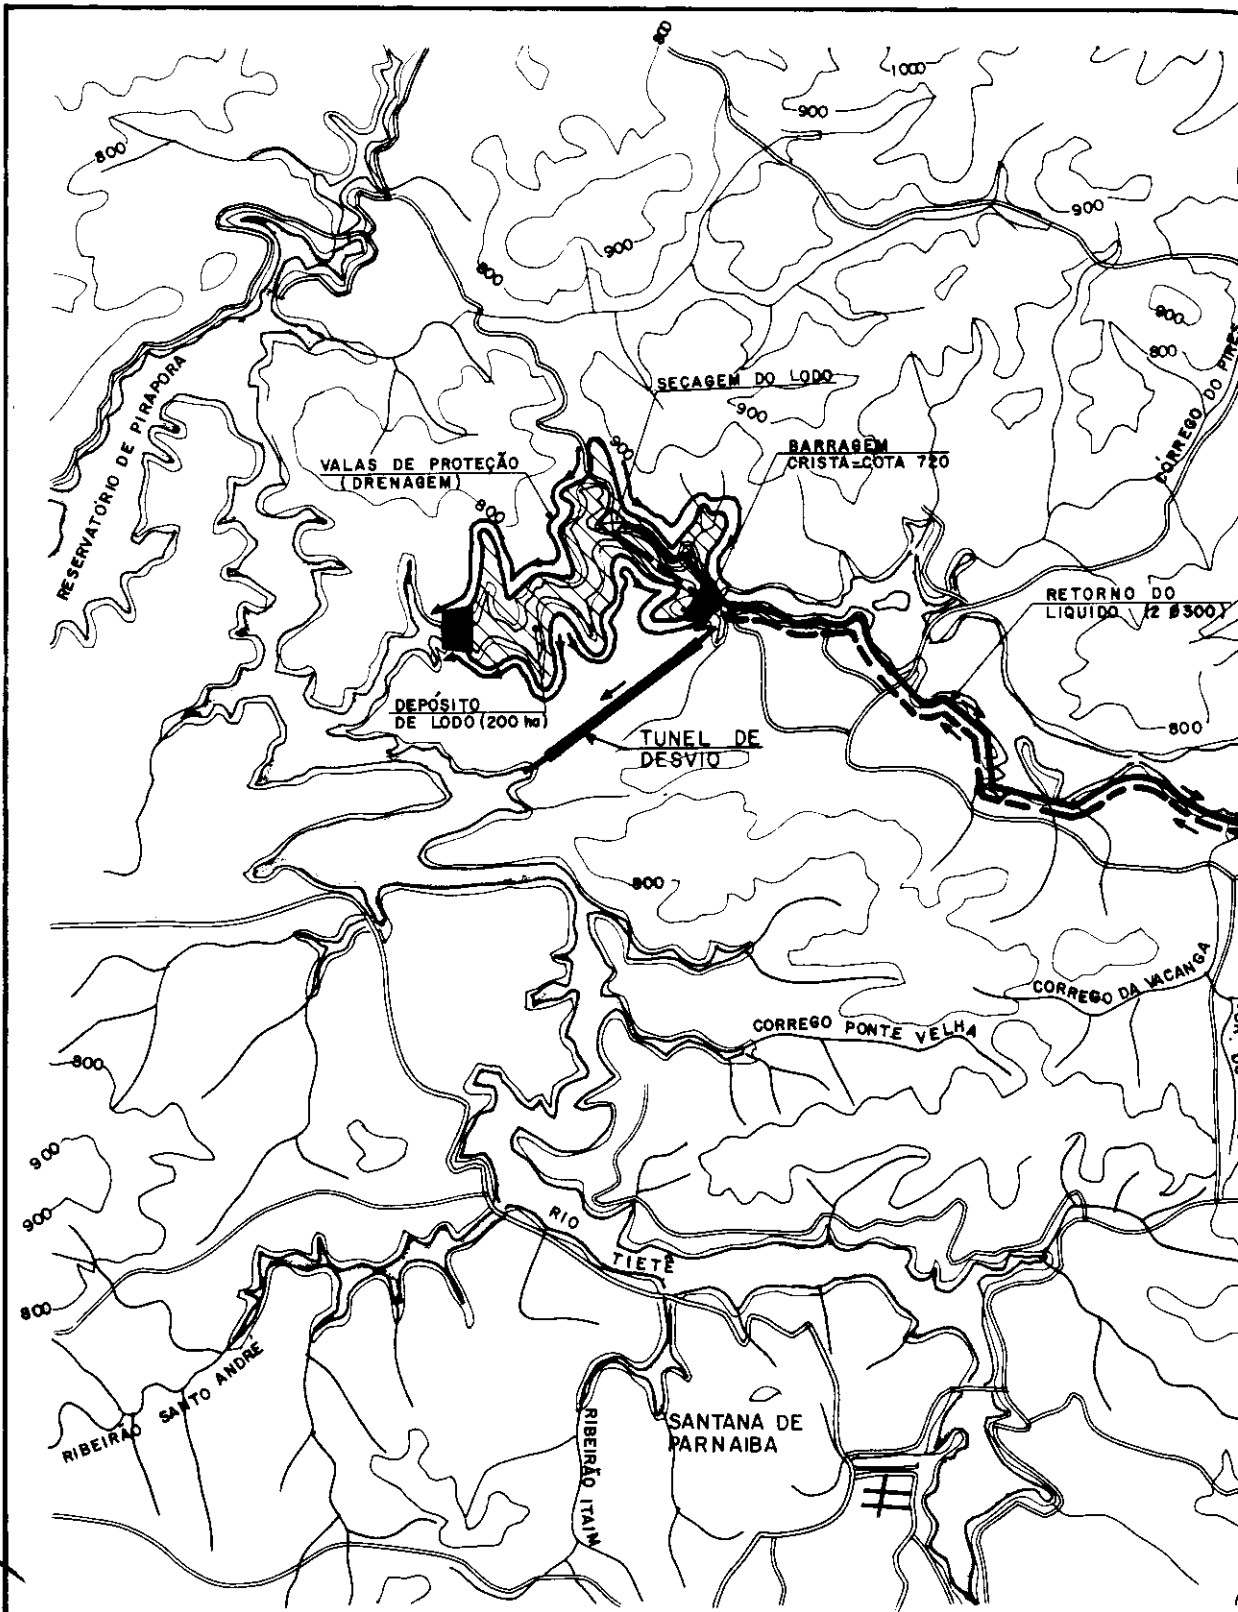 800
1000
900
800
900
900
800
900
800
SECAGEM DO LODO
900
CÓRREGO DO PIRES
RESERVATÓRIO DE PIRAPORA
VALAS DE PROTEÇÃO
(DRENAGEM)
900
BARRAGEM
CRISTA=COTA 720
800
RETORNO DO
LIQUIDO (2 Ø 300)
DEPÓSITO
DE LODO (200 ha)
TUNEL DE
DESVIO
800
800
CORREGO DA VACANGA
CORREGO PONTE VELHA
800
900
900
RIO
TIETÊ
800
RIBEIRÃO SANTO ANDRÉ
RIBEIRÃO ITAIM
SANTANA DE
PARNAIBA